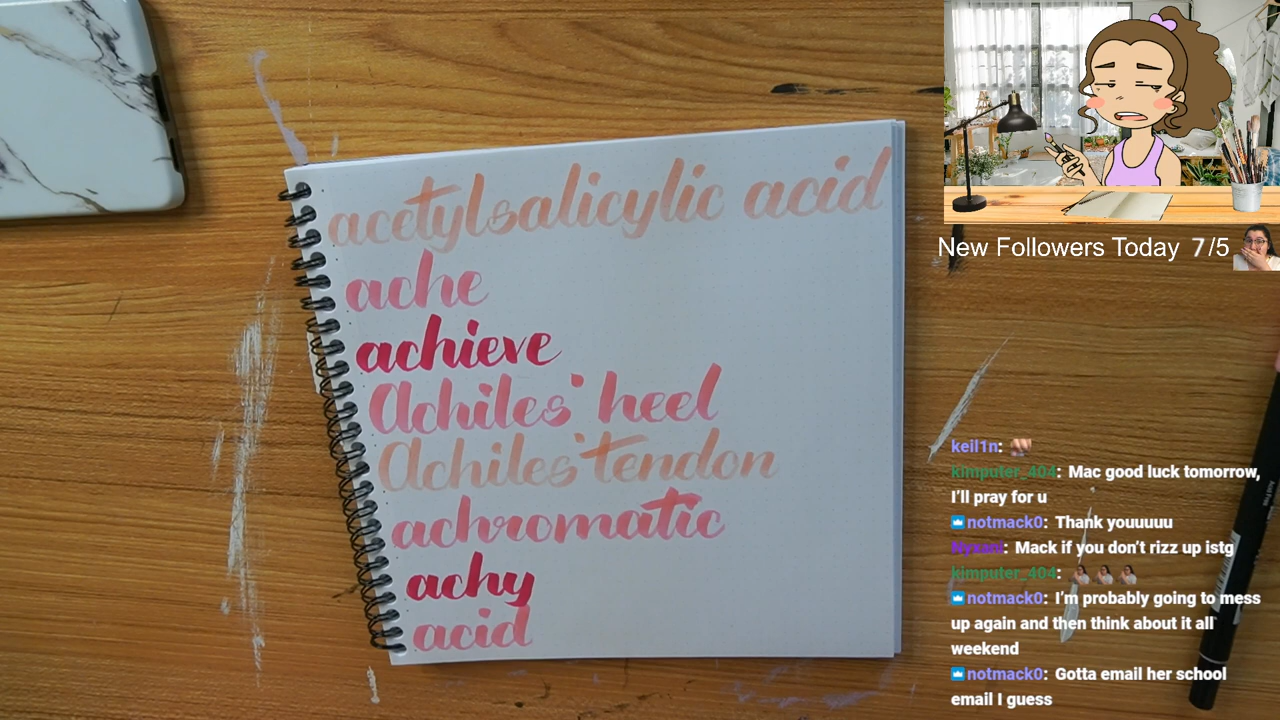 acetylsalicylic acid
ache
achieve
Achiles' heel
Achiles' tendon
achromatic
achy
acid
New Followers Today 7/5
keil1n:
kimputer_404: Mac good luck tomorrow,
I'll pray for u
notmack0: Thank youuuuu
Nyxani: Mack if you don't rizz up istg
kimputer_404:
notmack0: I'm probably going to mess
up again and then think about it all
weekend
notmack0: Gotta email her school
email I guess